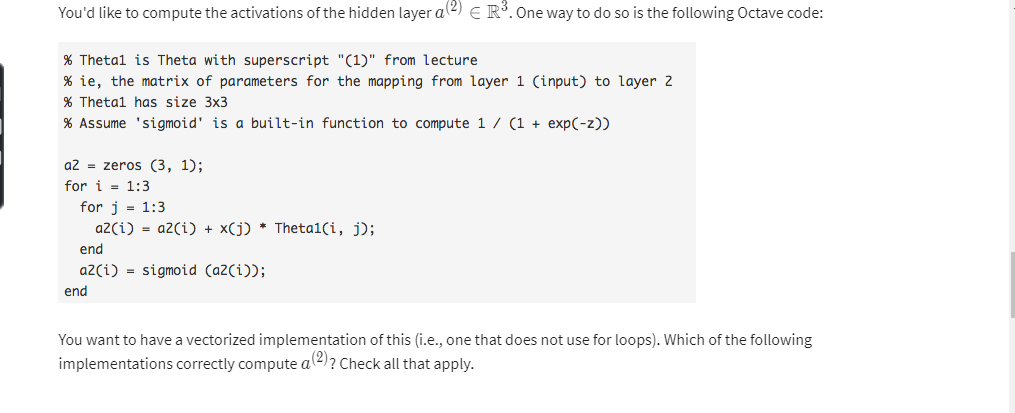 You'd like to compute the activations of the hidden layer a^(2) ∈ ℝ^3. One way to do so is the following Octave code:
% Theta1 is Theta with superscript "(1)" from lecture
% ie, the matrix of parameters for the mapping from layer 1 (input) to layer 2
% Theta1 has size 3x3
% Assume 'sigmoid' is a built-in function to compute 1 / (1 + exp(-z))
a2 = zeros (3, 1);
for i = 1:3
  for j = 1:3
    a2(i) = a2(i) + x(j) * Theta1(i, j);
  end
  a2(i) = sigmoid (a2(i));
end
You want to have a vectorized implementation of this (i.e., one that does not use for loops). Which of the following
implementations correctly compute a^(2)? Check all that apply.